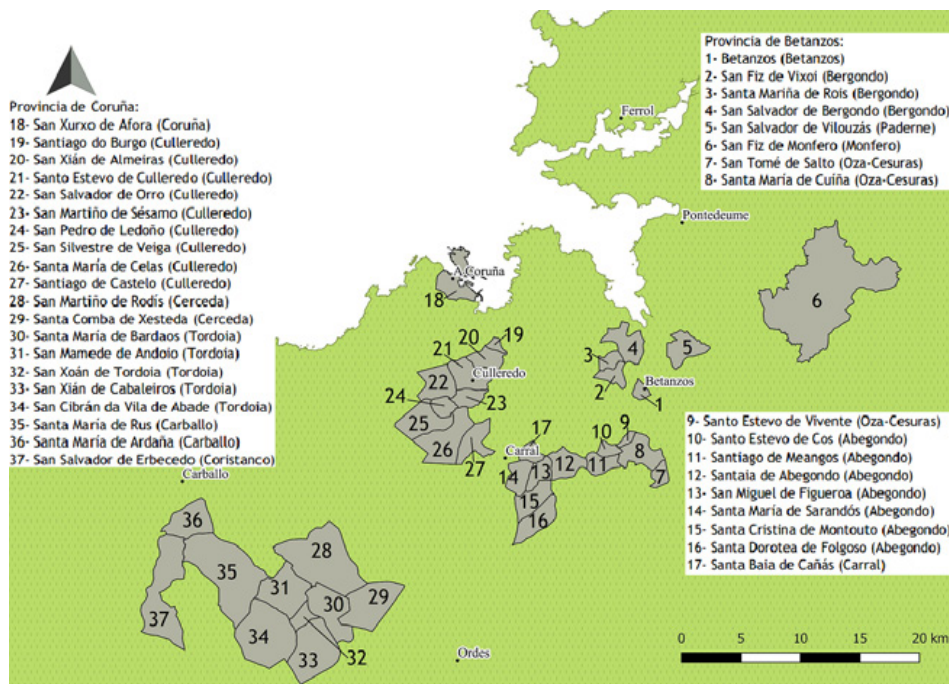 Provincia de Betanzos:
1- Betanzos (Betanzos)
2- San Fiz de Vixoi (Bergondo)
3- Santa Mariña de Rois (Bergondo)
4- San Salvador de Bergondo (Bergondo)
5- San Salvador de Vilouzás (Paderne)
6- San Fiz de Monfero (Monfero)
7- San Tomé de Salto (Oza-Cesuras)
8- Santa María de Cuíña (Oza-Cesuras)
Provincia de Coruña:
18- San Xurxo de Afora (Coruña)
19- Santiago do Burgo (Culleredo)
20- San Xián de Almeiras (Culleredo)
21- Santo Estevo de Culleredo (Culleredo)
22- San Salvador de Orro (Culleredo)
23- San Martiño de Sésamo (Culleredo)
24- San Pedro de Ledoño (Culleredo)
25- San Silvestre de Veiga (Culleredo)
26- Santa María de Celas (Culleredo)
27- Santiago de Castelo (Culleredo)
28- San Martiño de Rodís (Cerceda)
29- Santa Comba de Xesteda (Cerceda)
30- Santa María de Bardaos (Tordoia)
31- San Mamede de Andoio (Tordoia)
32- San Xoán de Tordoia (Tordoia)
33- San Xián de Cabaleiros (Tordoia)
34- San Cibrán da Vila de Abade (Tordoia)
35- Santa María de Rus (Carballo)
36- Santa María de Ardaña (Carballo)
37- San Salvador de Erbecedo (Coristanco)
Ferrol
Pontedeume
A Coruña
18
6
19
20
21
22
Culleredo
23
24
25
26
27
4
3
2
5
Betanzos
1
9- Santo Estevo de Vivente (Oza-Cesuras)
10- Santo Estevo de Cos (Abegondo)
11- Santiago de Meangos (Abegondo)
12- Santaia de Abegondo (Abegondo)
13- San Miguel de Figueroa (Abegondo)
14- Santa María de Sarandós (Abegondo)
15- Santa Cristina de Montouto (Abegondo)
16- Santa Dorotea de Folgoso (Abegondo)
17- Santa Baia de Cañás (Carral)
17
10
9
8
Carral
14
13
12
11
7
15
16
Carballo
36
28
35
31
30
29
37
34
33
32
Ordes
0 5 10 15 20 km